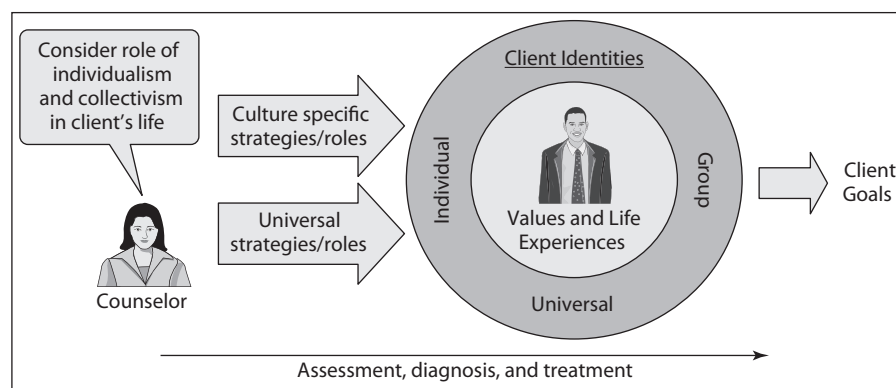 Consider role of
individualism
and collectivism
in client's life
Counselor
Culture specific
strategies/roles
Universal
strategies/roles
Client Identities
Individual
Group
Universal
Values and Life
Experiences
Client
Goals
Assessment, diagnosis, and treatment